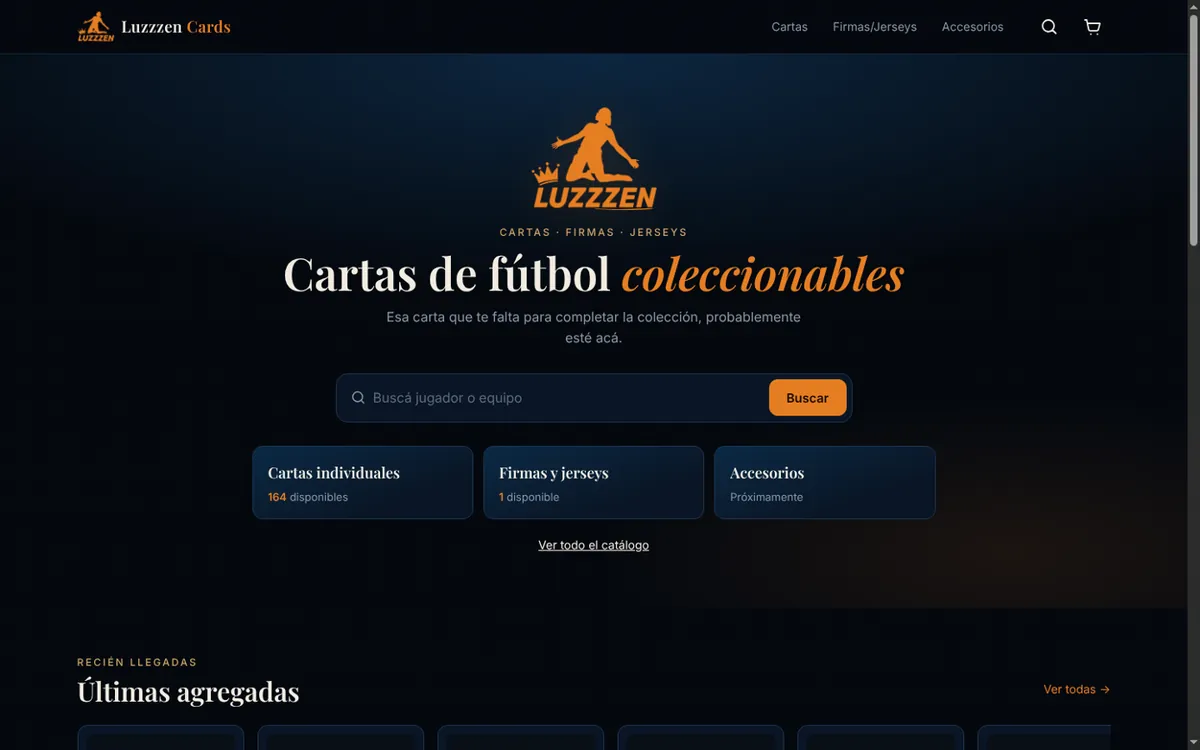 LUZZZEN
Luzzzen Cards
Cartas
Firmas/Jerseys
Accesorios
LUZZZEN
CARTAS · FIRMAS · JERSEYS
Cartas de fútbol coleccionables
Esa carta que te falta para completar la colección, probablemente
esté acá.
Buscá jugador o equipo
Buscar
Cartas individuales
164 disponibles
Firmas y jerseys
1 disponible
Accesorios
Próximamente
Ver todo el catálogo
RECIÉN LLEGADAS
Últimas agregadas
Ver todas →